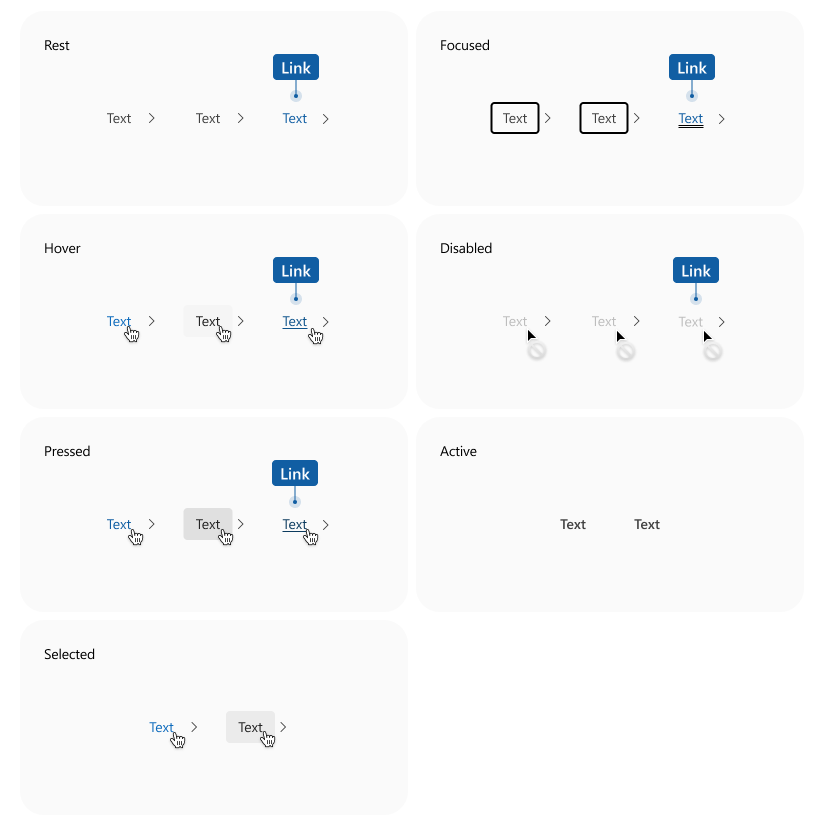 Rest
Link
Text Text Text
Focused
Link
Text Text Text
Hover
Link
Text Text Text
Disabled
Link
Text Text Text
Pressed
Link
Text Text Text
Active
Text Text
Selected
Text Text